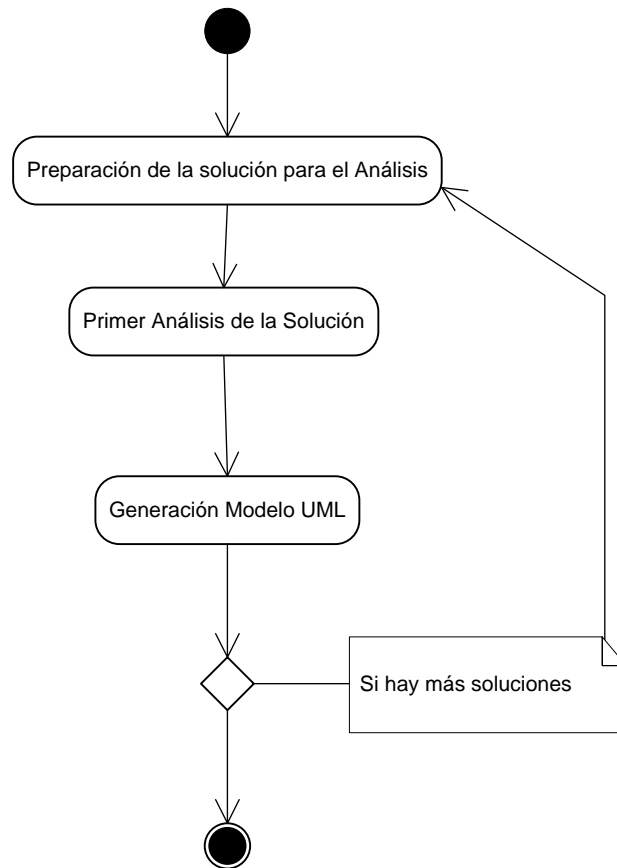 Preparación de la solución para el Análisis
Primer Análisis de la Solución
Generación Modelo UML
Si hay más soluciones